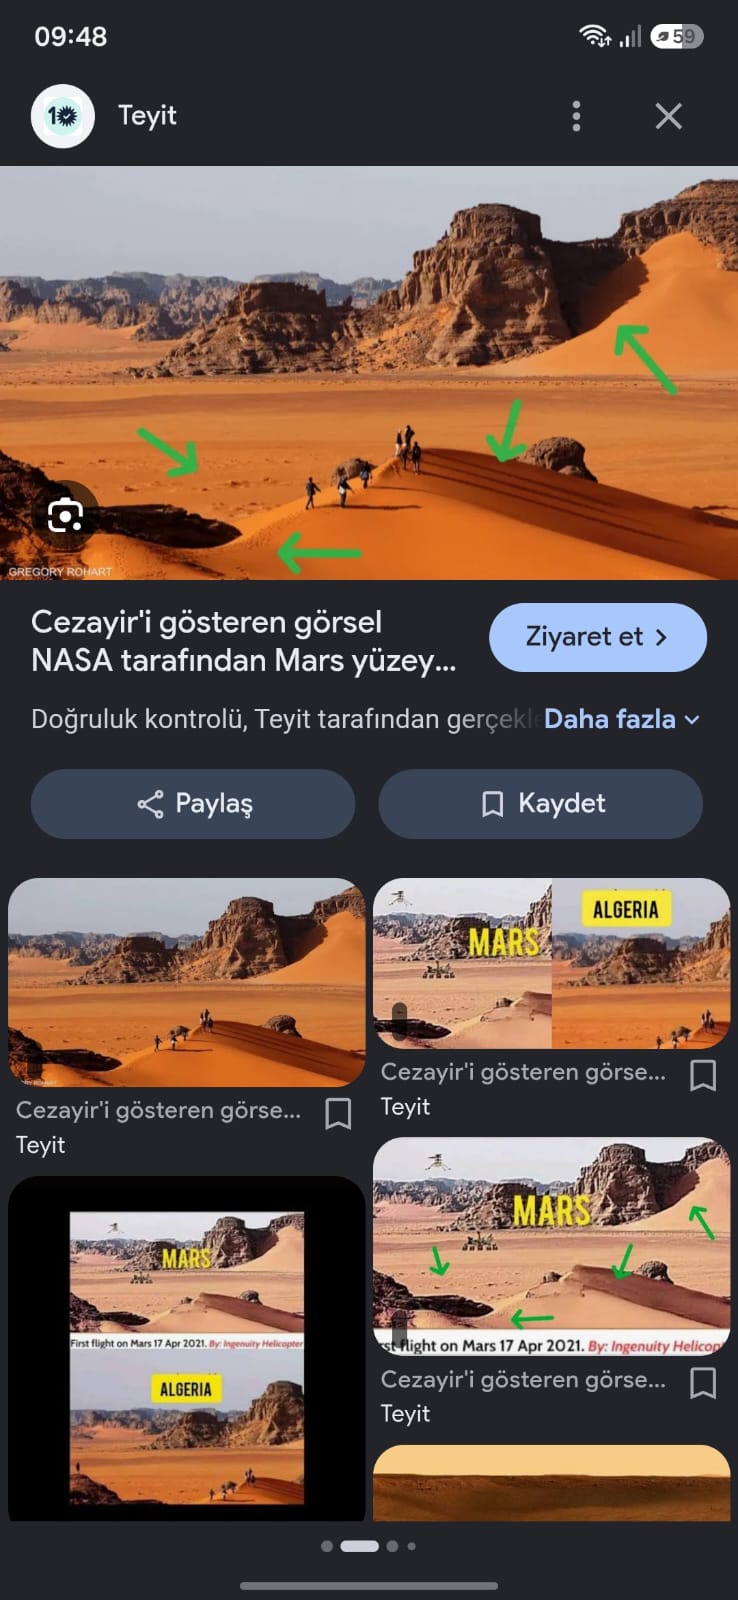 09:48
59
Teyit
GREGORY ROHART
Cezayir'i gösteren görsel
NASA tarafından Mars yüzey...
Ziyaret et
Doğruluk kontrolü, Teyit tarafından gerçekle
Daha fazla
Paylaş
Kaydet
Cezayir'i gösteren görse...
Teyit
MARS
ALGERIA
Cezayir'i gösteren görse...
Teyit
MARS
First flight on Mars 17 Apr 2021. By: Ingenuity Helicopter
ALGERIA
MARS
rst flight on Mars 17 Apr 2021. By: Ingenuity Helicop
Cezayir'i gösteren görse...
Teyit